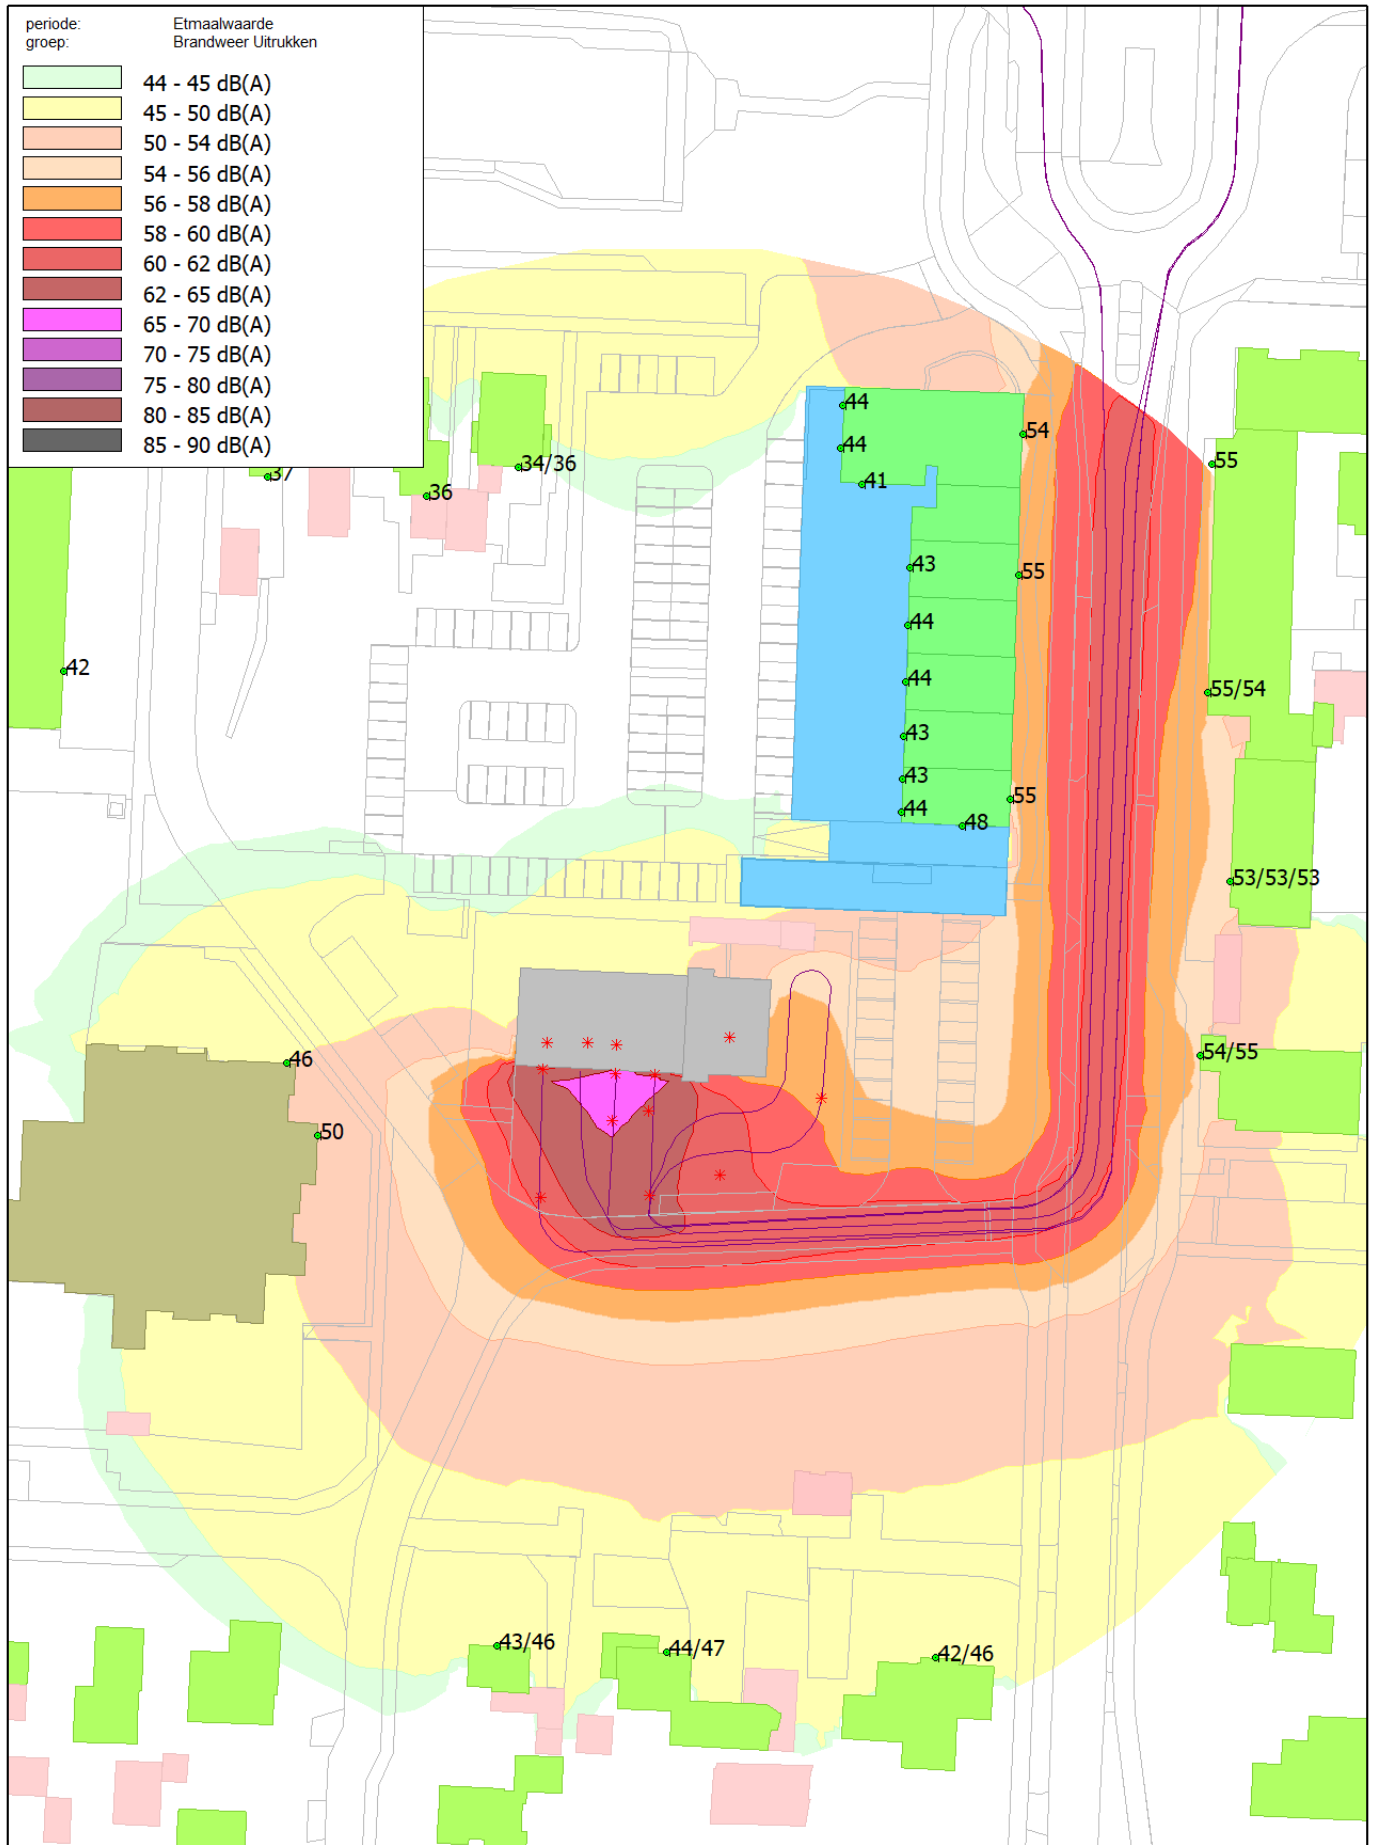 periode: Etmaalwaarde
groep: Brandweer Uitrukken
44 - 45 dB(A)
45 - 50 dB(A)
50 - 54 dB(A)
54 - 56 dB(A)
56 - 58 dB(A)
58 - 60 dB(A)
60 - 62 dB(A)
62 - 65 dB(A)
65 - 70 dB(A)
70 - 75 dB(A)
75 - 80 dB(A)
80 - 85 dB(A)
85 - 90 dB(A)
44
54
44
55
34/36
37
41
36
43
55
44
42
44
55/54
43
43
55
44
48
53/53/53
54/55
46
50
43/46
44/47
42/46